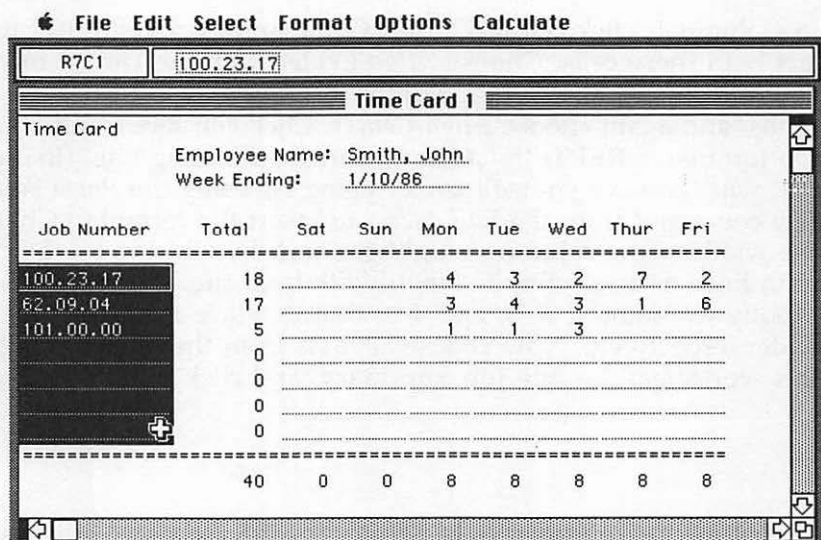 File Edit Select Format Options Calculate
R7C1 100.23.17
Time Card 1
Time Card
Employee Name: Smith, John
Week Ending: 1/10/86
Job Number Total Sat Sun Mon Tue Wed Thur Fri
100.23.17 18 4 3 2 7 2
62.09.04 17 3 4 3 1 6
101.00.00 5 1 1 3
0
0
0
0
40 0 0 8 8 8 8 8